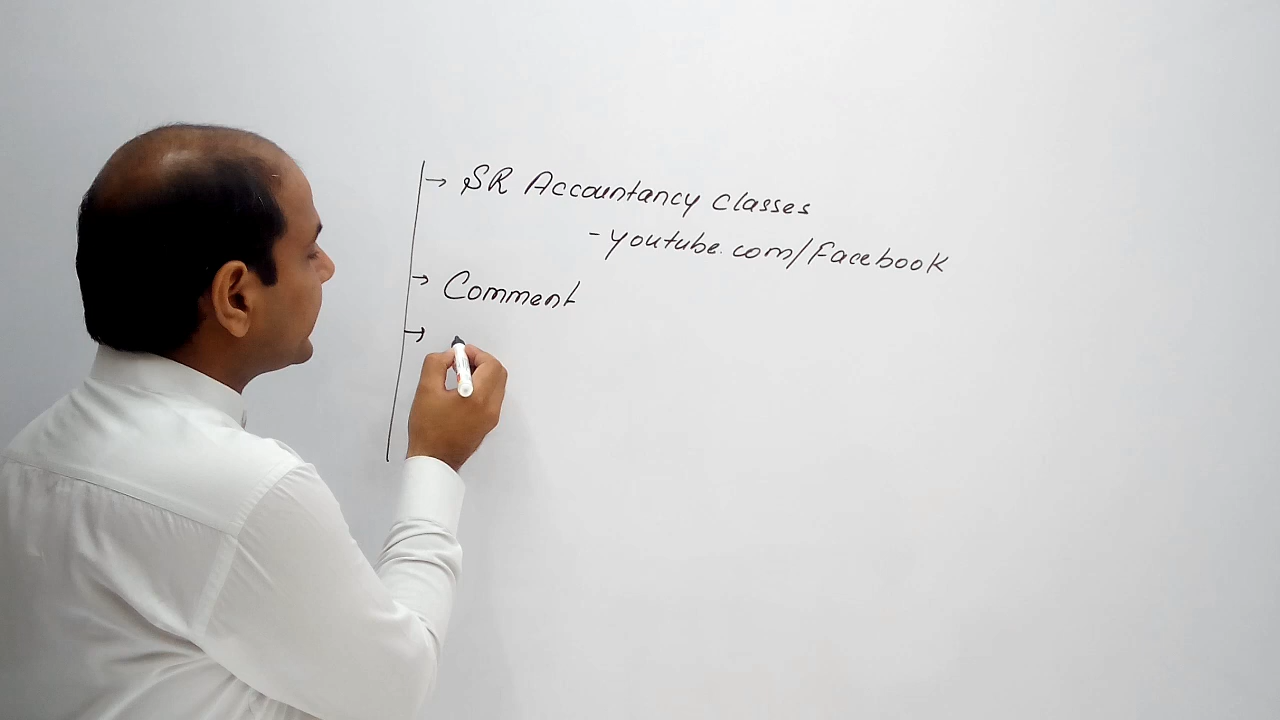 → SR Accountancy classes
- youtube.com/Facebook
→ Comment
→